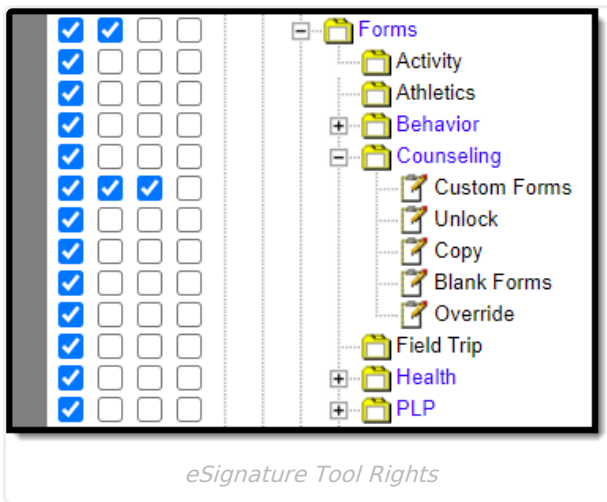 Forms
Activity
Athletics
Behavior
Counseling
Custom Forms
Unlock
Copy
Blank Forms
Override
Field Trip
Health
PLP
eSignature Tool Rights